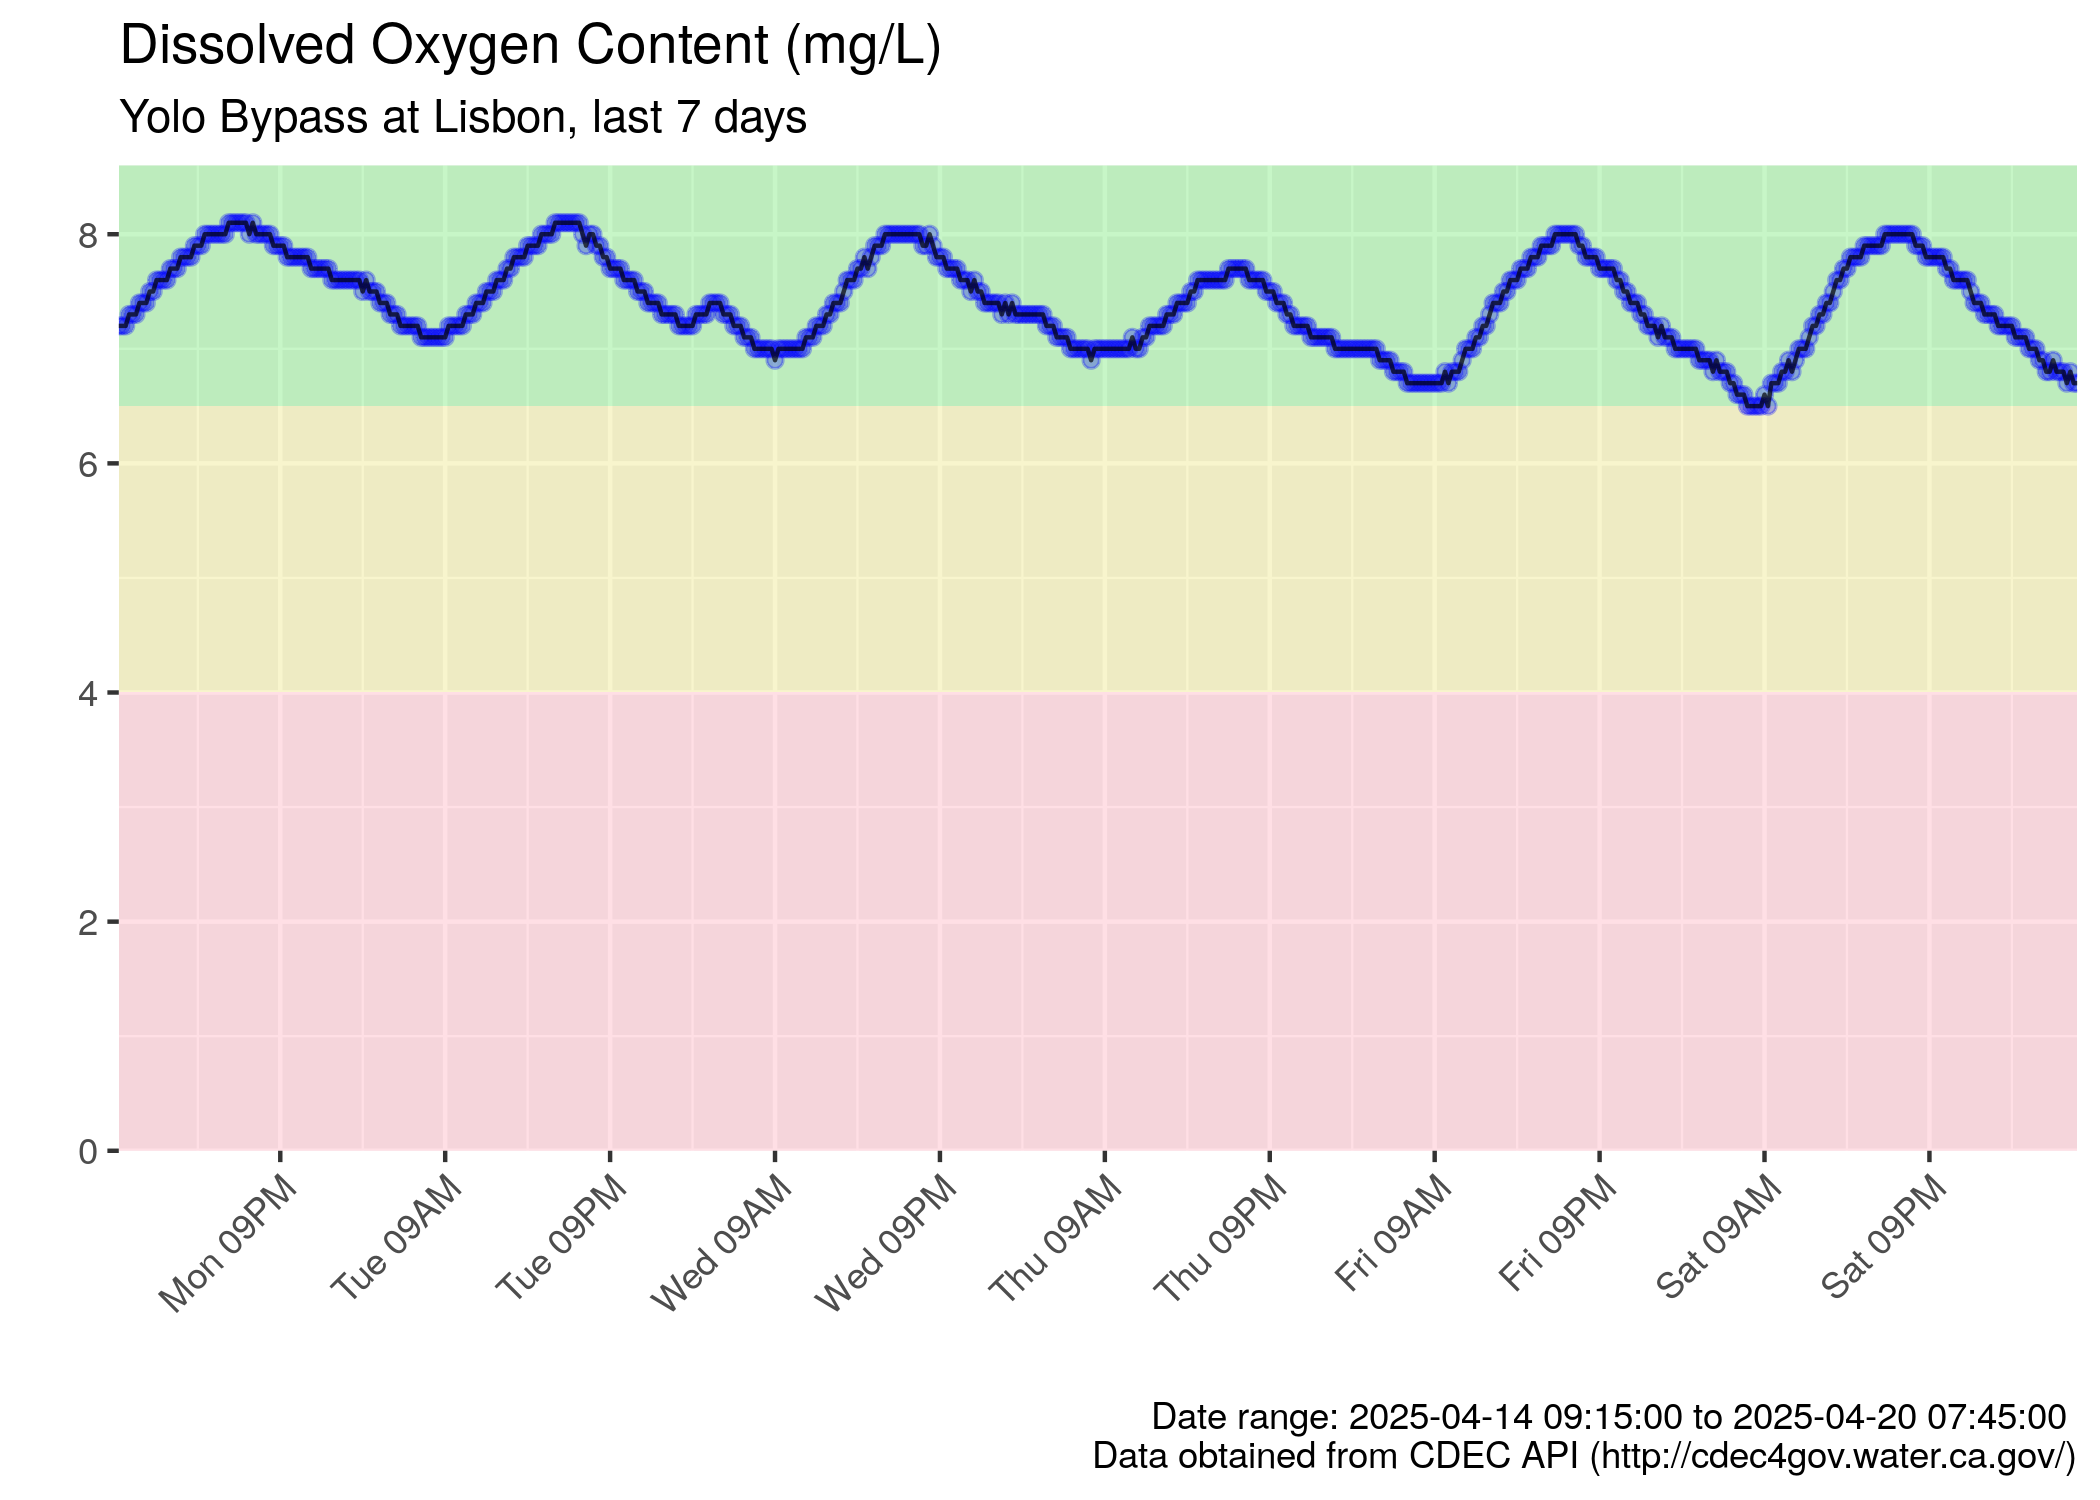 Dissolved Oxygen Content (mg/L)
Yolo Bypass at Lisbon, last 7 days
8
6
4
2
0
Mon 09PM
Tue 09AM
Tue 09PM
Wed 09AM
Wed 09PM
Thu 09AM
Thu 09PM
Fri 09AM
Fri 09PM
Sat 09AM
Sat 09PM
Date range: 2025-04-14 09:15:00 to 2025-04-20 07:45:00
Data obtained from CDEC API (http://cdec4gov.water.ca.gov/)